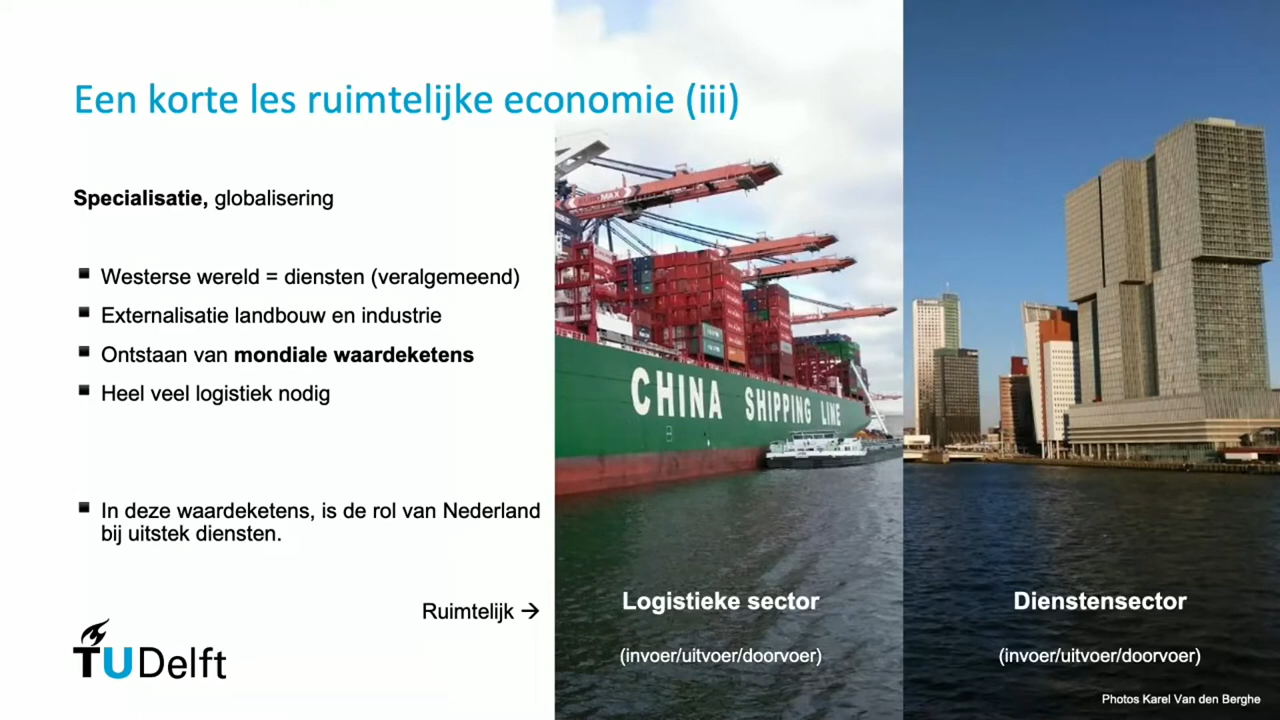 Een korte les ruimtelijke economie (iii)
Specialisatie, globalisering
Westerse wereld = diensten (veralgemeend)
Externalisatie landbouw en industrie
Ontstaan van mondiale waardeketens
Heel veel logistiek nodig
In deze waardeketens, is de rol van Nederland
bij uitstek diensten.
Ruimtelijk →
TUDelft
CHINA SHIPPING LINE
Logistieke sector
(invoer/uitvoer/doorvoer)
Dienstensector
(invoer/uitvoer/doorvoer)
Photos Karel Van den Berghe